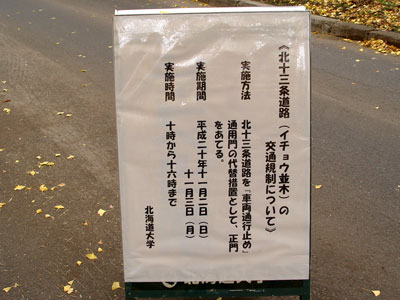 《北十三条道路（イチョウ並木）の
交通規制について》
実施方法
北十三条道路を「車両通行止め」
通用門の代替措置として、正門
をあてる。
実施期間
平成二十年十一月二日（日）
十一月三日（月）
実施時間
十時から十六時まで
北海道大学